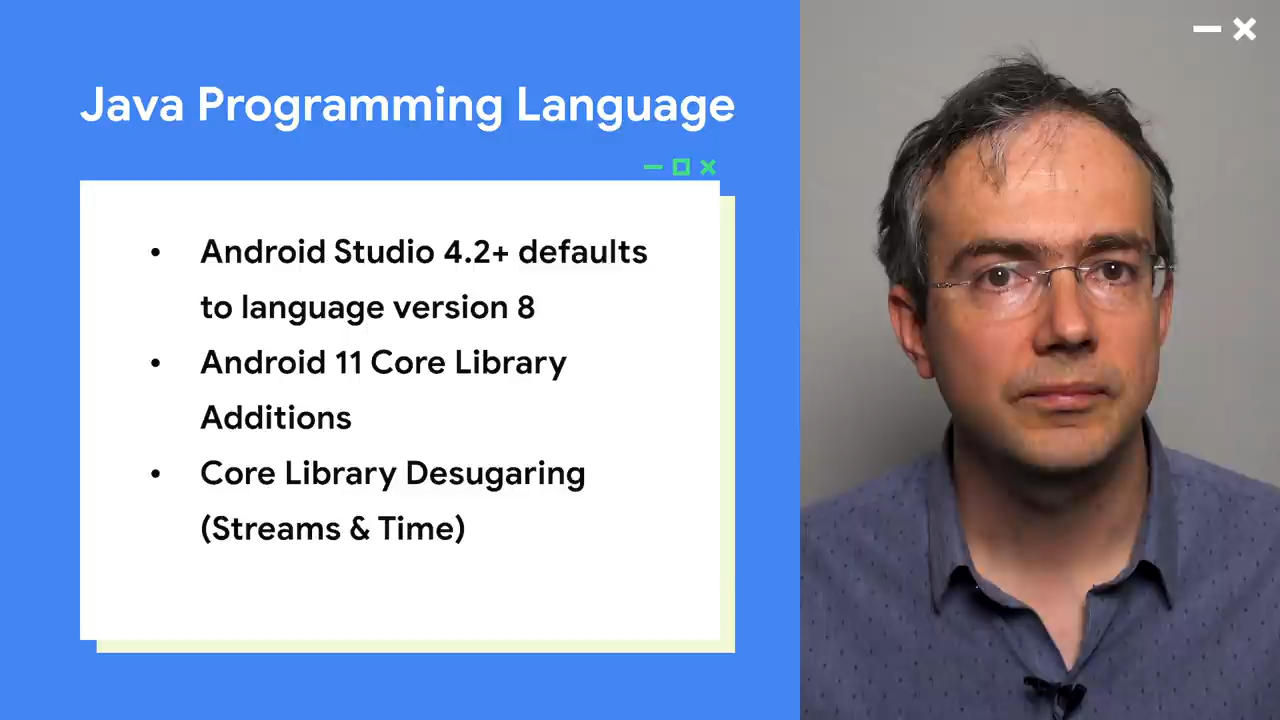 Java Programming Language
• Android Studio 4.2+ defaults
to language version 8
• Android 11 Core Library
Additions
• Core Library Desugaring
(Streams & Time)